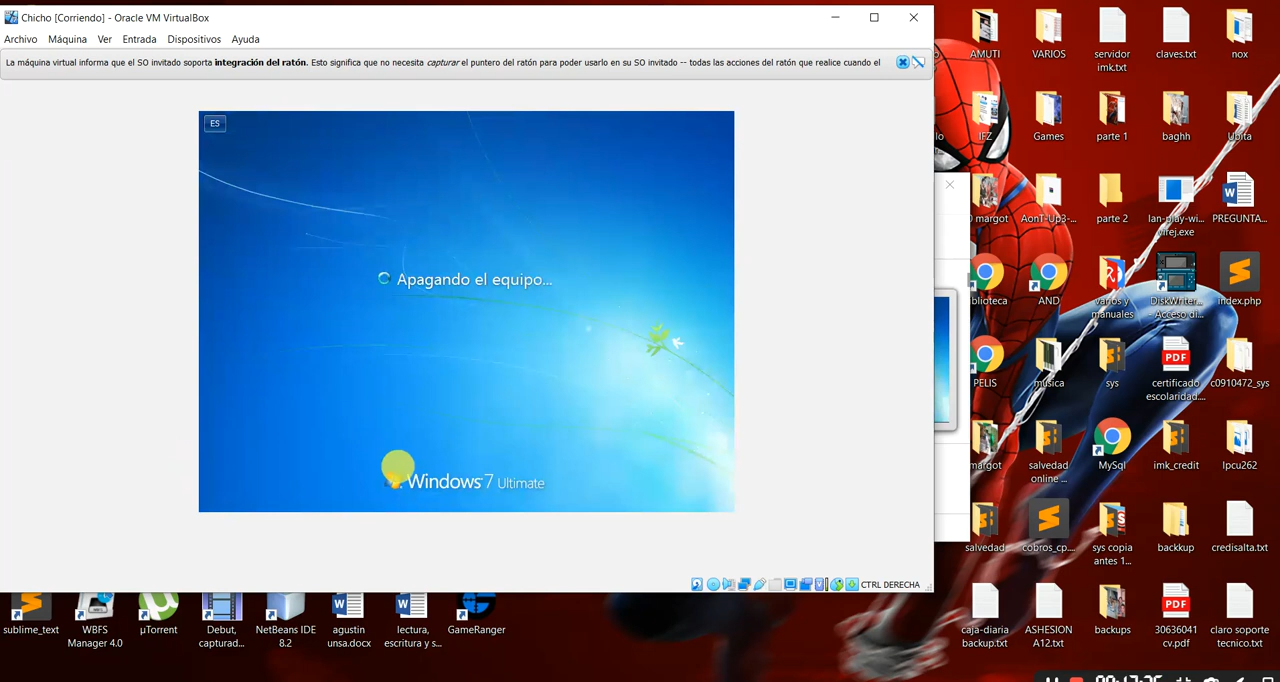 Chicho [Corriendo] - Oracle VM VirtualBox
Archivo Máquina Ver Entrada Dispositivos Ayuda
La máquina virtual informa que el SO invitado soporta integración del ratón. Esto significa que no necesita capturar el puntero del ratón para poder usarlo en su SO invitado -- todas las acciones del ratón que realice cuando el
ES
Apagando el equipo...
Windows 7 Ultimate
CTRL DERECHA
AMUTI
VARIOS
servidor
imk.txt
claves.txt
nox
IFZ
Games
parte 1
baghh
Ubita
margot
AonT-Up3-...
parte 2
lan-play-wi...
PREGUNTA...
AND
varios y
manuales
DiskWriter...
- Acceso di...
index.php
PELIS
musica
sys
certificado
escolaridad....
c0910472_sys
margot
salvedad
online ...
MySql
imk_credit
lpcu262
salvedad
cobros_cp....
sys copia
antes 1...
backkup
credisalta.txt
sublime_text
WBFS
Manager 4.0
µTorrent
Debut,
capturad...
NetBeans IDE
8.2
agustin
unsa.docx
lectura,
escritura y s...
GameRanger
caja-diaria
backup.txt
ASHESION
A12.txt
backups
30636041
cv.pdf
claro soporte
tecnico.txt